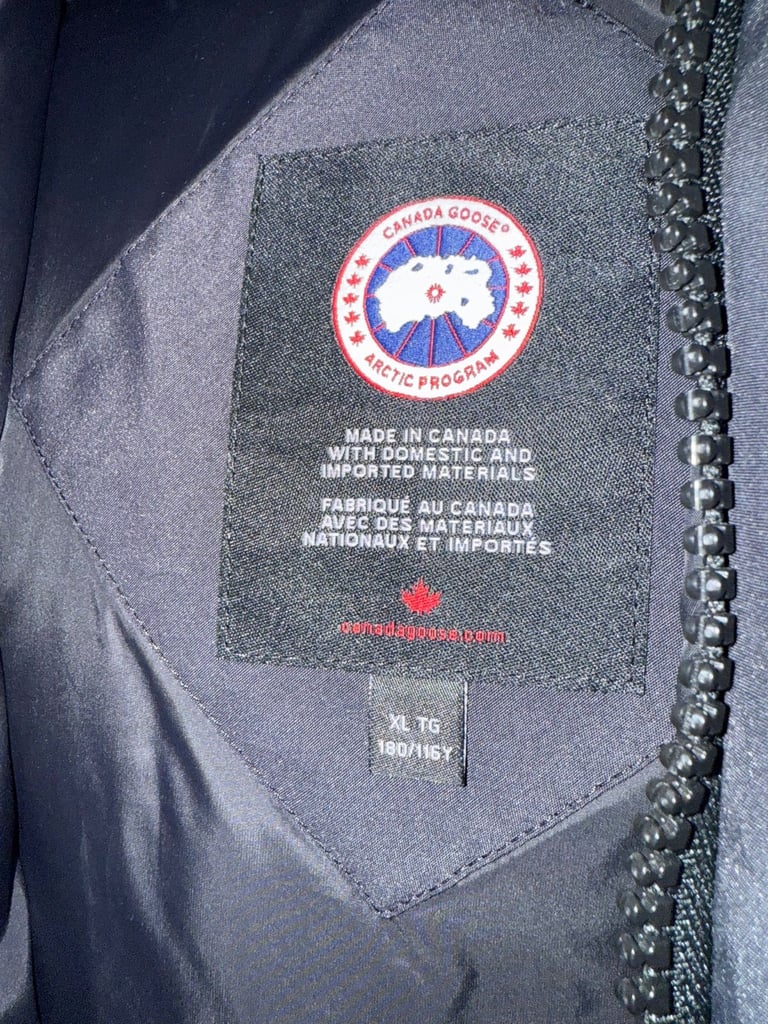 CANADA GOOSE®
ARCTIC PROGRAM
MADE IN CANADA
WITH DOMESTIC AND
IMPORTED MATERIALS
FABRIQUÉ AU CANADA
AVEC DES MATERIAUX
NATIONAUX ET IMPORTÉS
canadagoose.com
XL TG
180/116Y